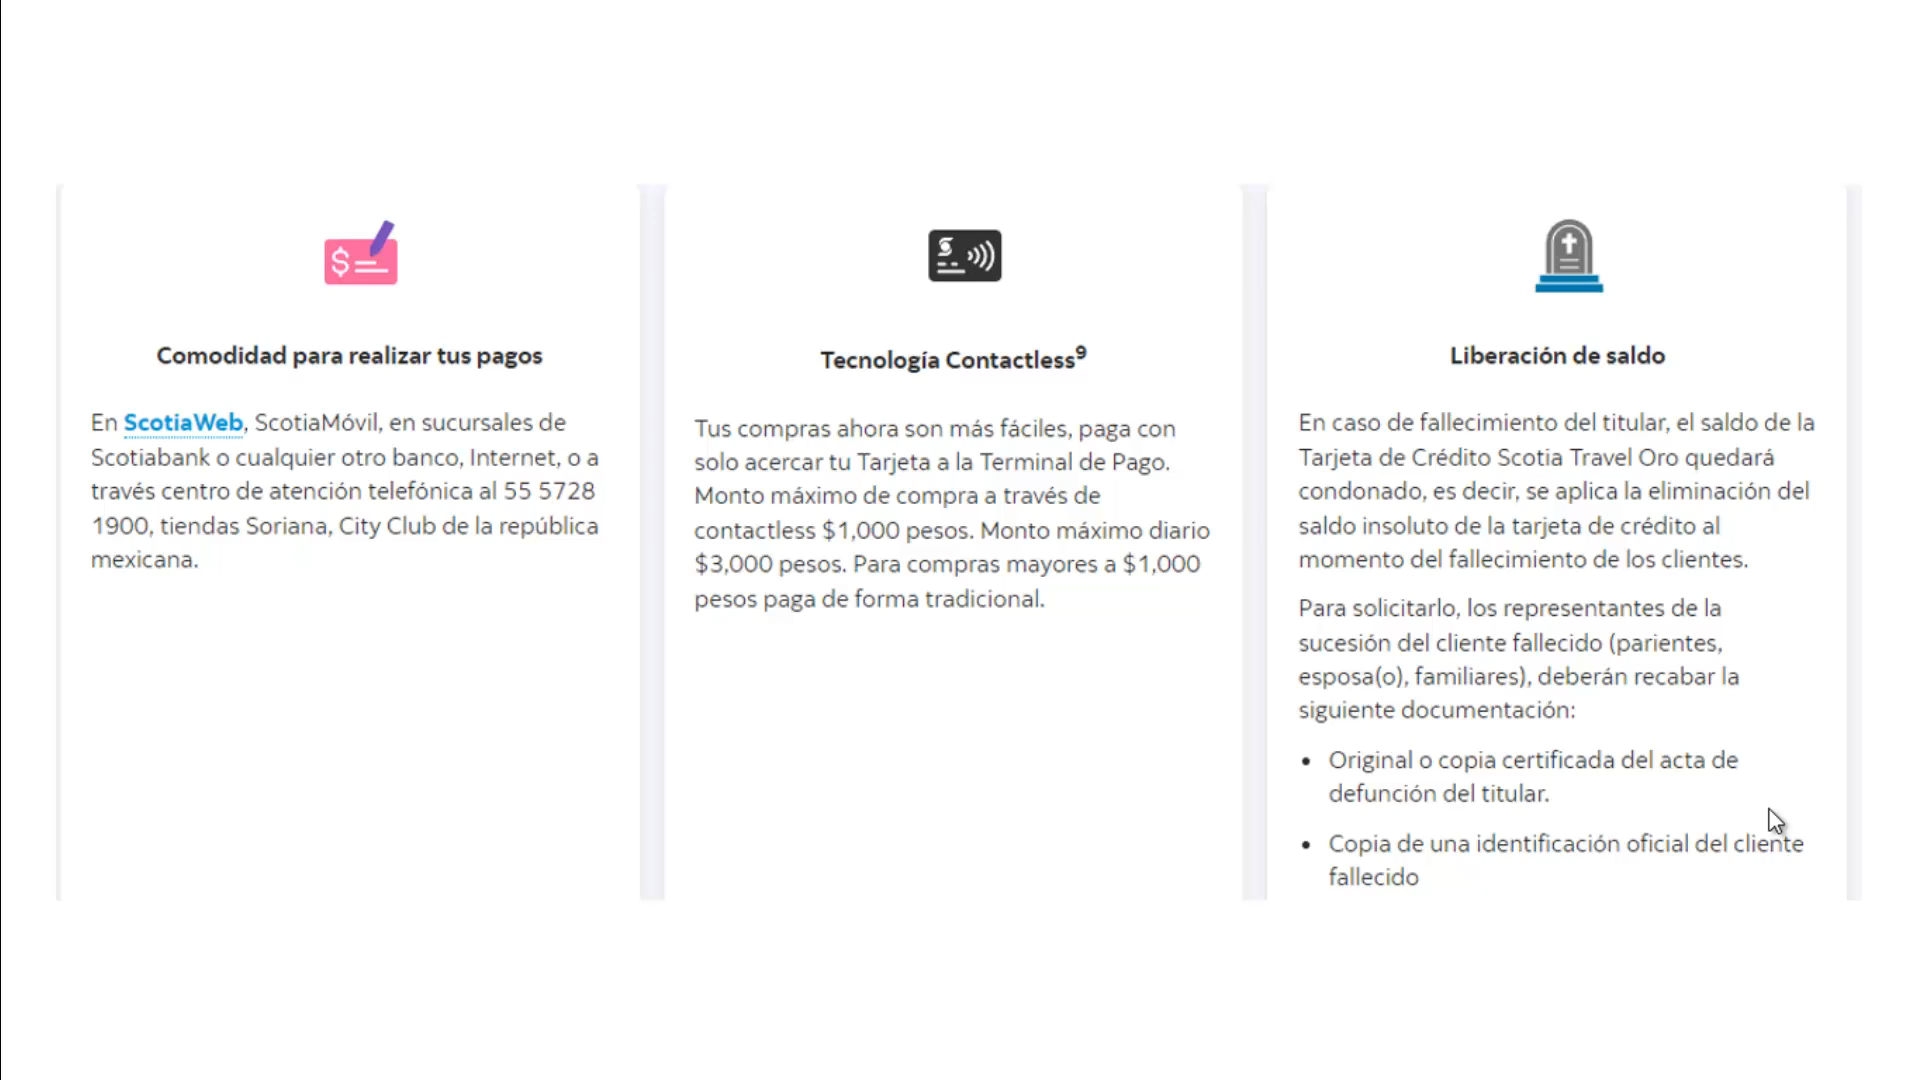 Comodidad para realizar tus pagos
En ScotiaWeb, ScotiaMóvil, en sucursales de
Scotiabank o cualquier otro banco, Internet, o a
través centro de atención telefónica al 55 5728
1900, tiendas Soriana, City Club de la república
mexicana.
Tecnología Contactless⁹
Tus compras ahora son más fáciles, paga con
solo acercar tu Tarjeta a la Terminal de Pago.
Monto máximo de compra a través de
contactless $1,000 pesos. Monto máximo diario
$3,000 pesos. Para compras mayores a $1,000
pesos paga de forma tradicional.
Liberación de saldo
En caso de fallecimiento del titular, el saldo de la
Tarjeta de Crédito Scotia Travel Oro quedará
condonado, es decir, se aplica la eliminación del
saldo insoluto de la tarjeta de crédito al
momento del fallecimiento de los clientes.
Para solicitarlo, los representantes de la
sucesión del cliente fallecido (parientes,
esposa(o), familiares), deberán recabar la
siguiente documentación:
• Original o copia certificada del acta de
defunción del titular.
• Copia de una identificación oficial del cliente
fallecido